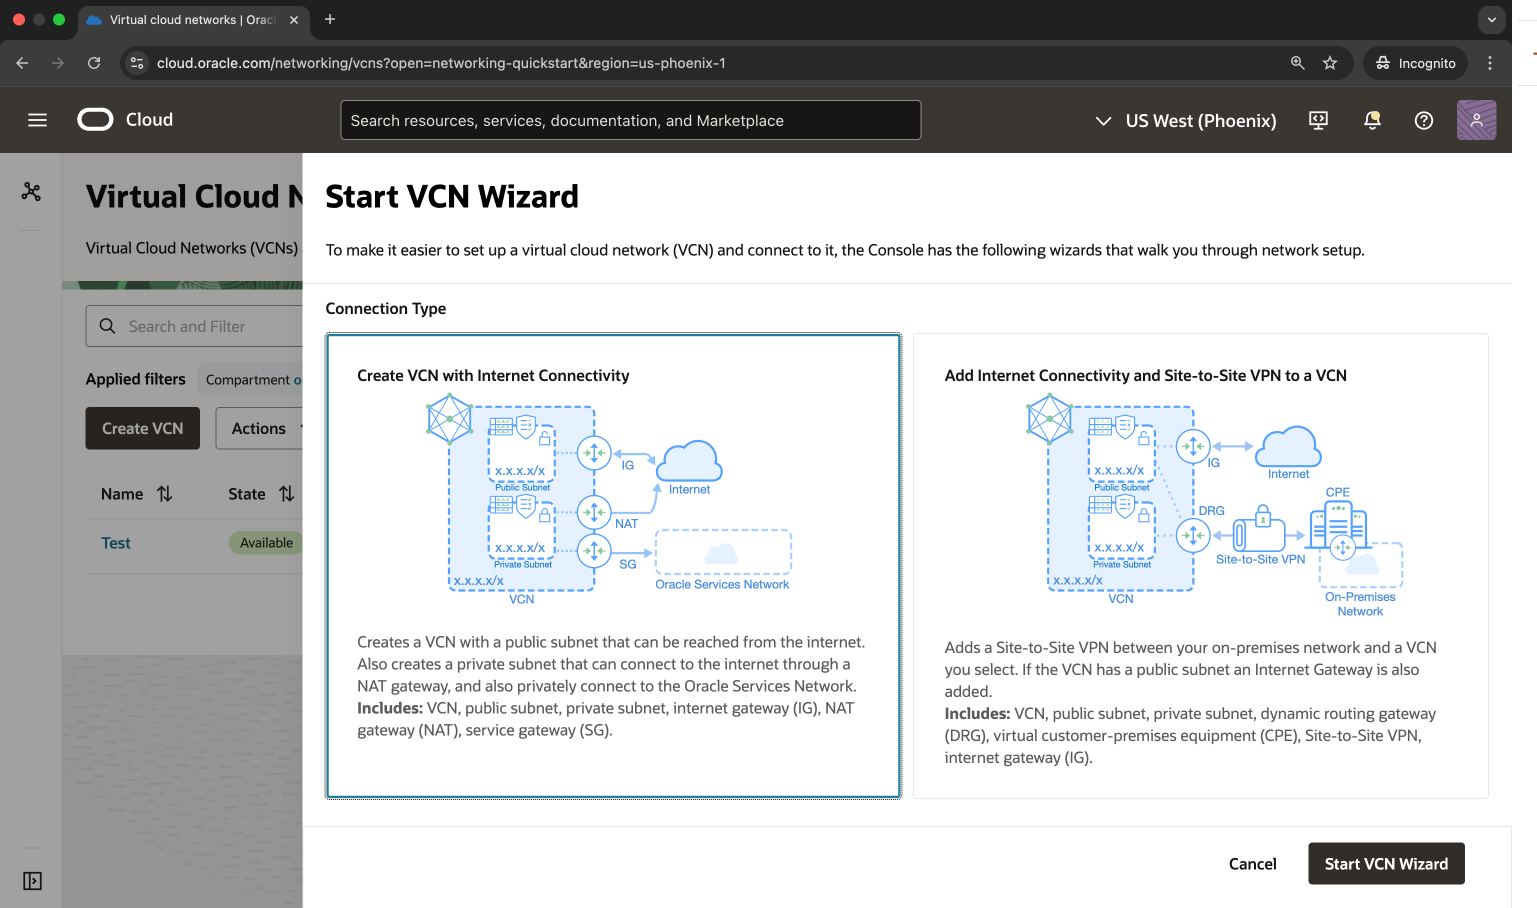 Virtual cloud networks | Orac
cloud.oracle.com/networking/vcns?open=networking-quickstart&region=us-phoenix-1
Incognito
Cloud
Search resources, services, documentation, and Marketplace
US West (Phoenix)
Virtual Cloud N
Virtual Cloud Networks (VCNs)
Search and Filter
Applied filters
Compartment o
Create VCN
Actions
Name
State
Test
Available
Start VCN Wizard
To make it easier to set up a virtual cloud network (VCN) and connect to it, the Console has the following wizards that walk you through network setup.
Connection Type
Create VCN with Internet Connectivity
x.x.x.x/x
Public Subnet
IG
Internet
NAT
x.x.x.x/x
Private Subnet
SG
x.x.x.x/x
Oracle Services Network
VCN
Creates a VCN with a public subnet that can be reached from the internet.
Also creates a private subnet that can connect to the internet through a
NAT gateway, and also privately connect to the Oracle Services Network.
Includes: VCN, public subnet, private subnet, internet gateway (IG), NAT
gateway (NAT), service gateway (SG).
Add Internet Connectivity and Site-to-Site VPN to a VCN
x.x.x.x/x
Public Subnet
IG
Internet
CPE
DRG
x.x.x.x/x
Private Subnet
Site-to-Site VPN
x.x.x.x/x
VCN
On-Premises
Network
Adds a Site-to-Site VPN between your on-premises network and a VCN
you select. If the VCN has a public subnet an Internet Gateway is also
added.
Includes: VCN, public subnet, private subnet, dynamic routing gateway
(DRG), virtual customer-premises equipment (CPE), Site-to-Site VPN,
internet gateway (IG).
Cancel
Start VCN Wizard